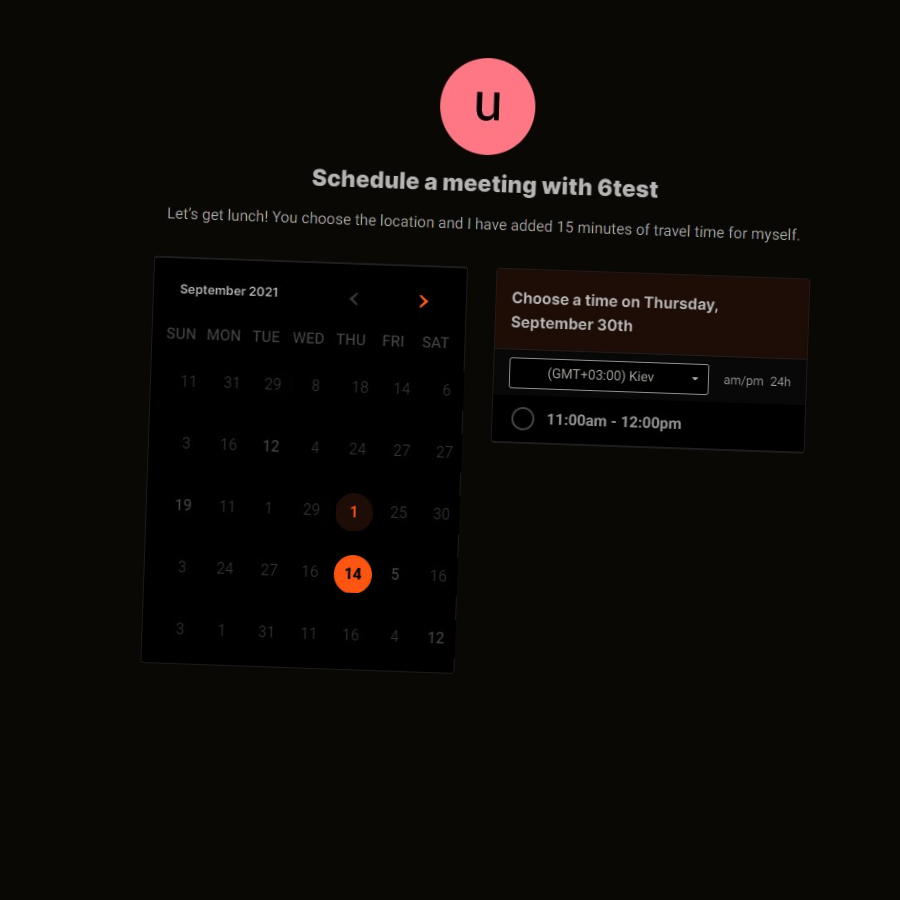 u
Schedule a meeting with 6test
Let's get lunch! You choose the location and I have added 15 minutes of travel time for myself.
September 2021
SUN MON TUE WED THU FRI SAT
11 31 29 8 18 14 6
3 16 12 4 24 27 27
19 11 1 29 1 25 30
3 24 27 16 14 5 16
3 1 31 11 16 4 12
Choose a time on Thursday,
September 30th
(GMT+03:00) Kiev am/pm 24h
11:00am - 12:00pm